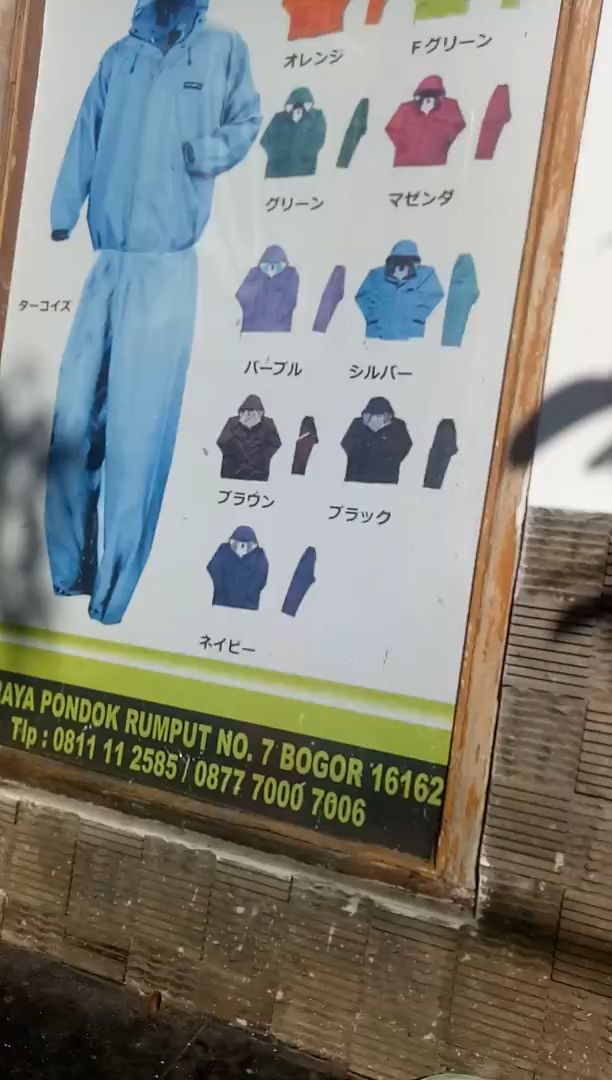 オレンジ
Fグリーン
グリーン
マゼンダ
ターコイズ
パープル
シルバー
ブラウン
ブラック
ネイビー
RAYA PONDOK RUMPUT NO. 7 BOGOR 16162
Tlp : 0811 11 2585 / 0877 7000 7006